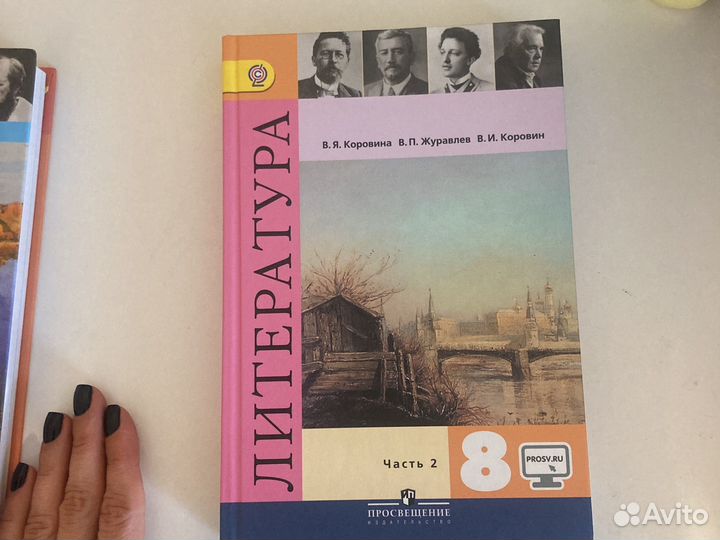 В. Я. Коровина В. П. Журавлев В. И. Коровин
ЛИТЕРАТУРА
Часть 2
8
PROSV.RU
ПРОСВЕЩЕНИЕ
ИЗДАТЕЛЬСТВО
Avito